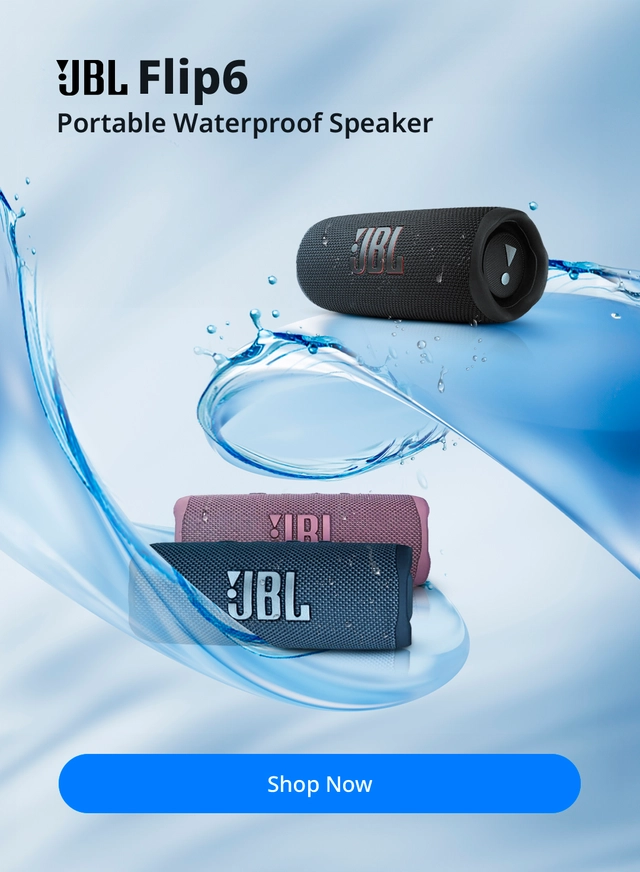 JBL Flip6
Portable Waterproof Speaker
JBL
JBL
JBL
Shop Now